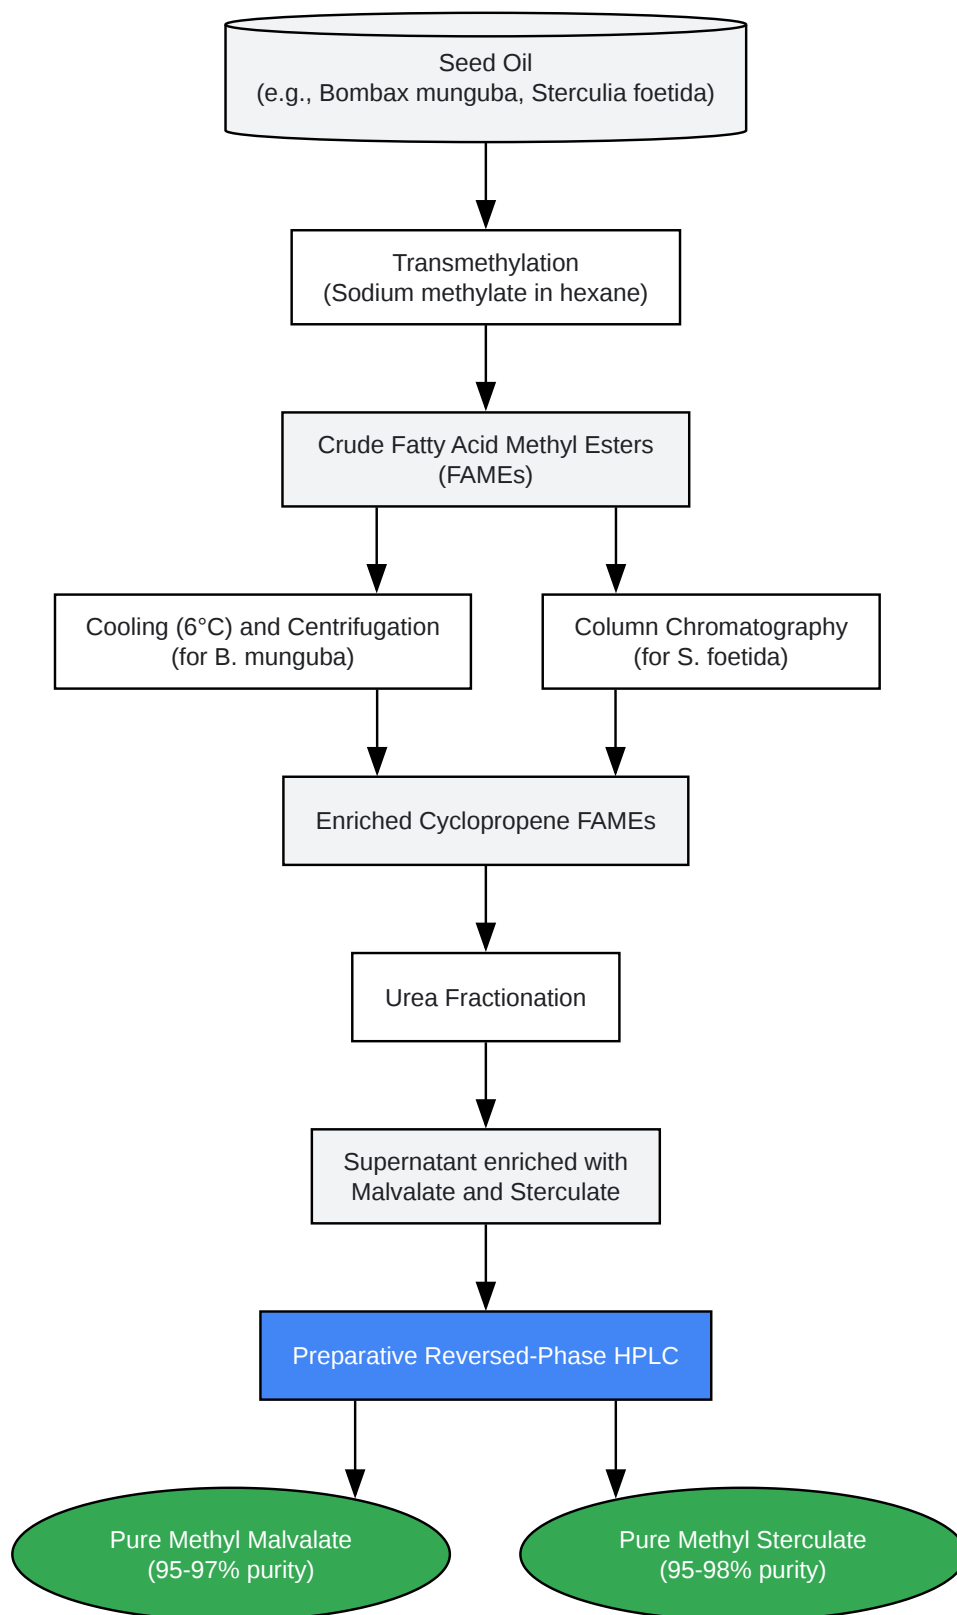 Seed Oil
(e.g., Bombax munguba, Sterculia foetida)
Transmethylation
(Sodium methylate in hexane)
Crude Fatty Acid Methyl Esters
(FAMEs)
Cooling (6°C) and Centrifugation
(for B. munguba)
Column Chromatography
(for S. foetida)
Enriched Cyclopropene FAMEs
Urea Fractionation
Supernatant enriched with
Malvalate and Sterculate
Preparative Reversed-Phase HPLC
Pure Methyl Malvalate
(95-97% purity)
Pure Methyl Sterculate
(95-98% purity)